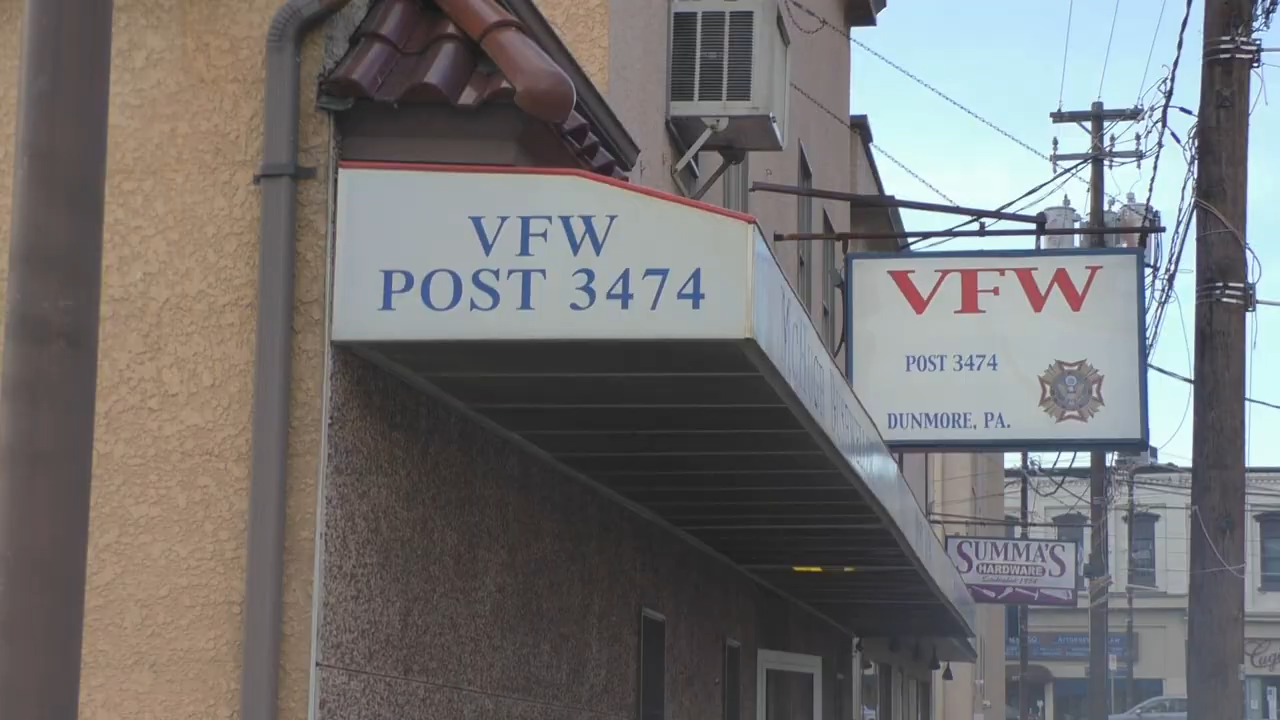 VFW
POST 3474
VFW
POST 3474
DUNMORE, PA.
SUMMA'S
HARDWARE